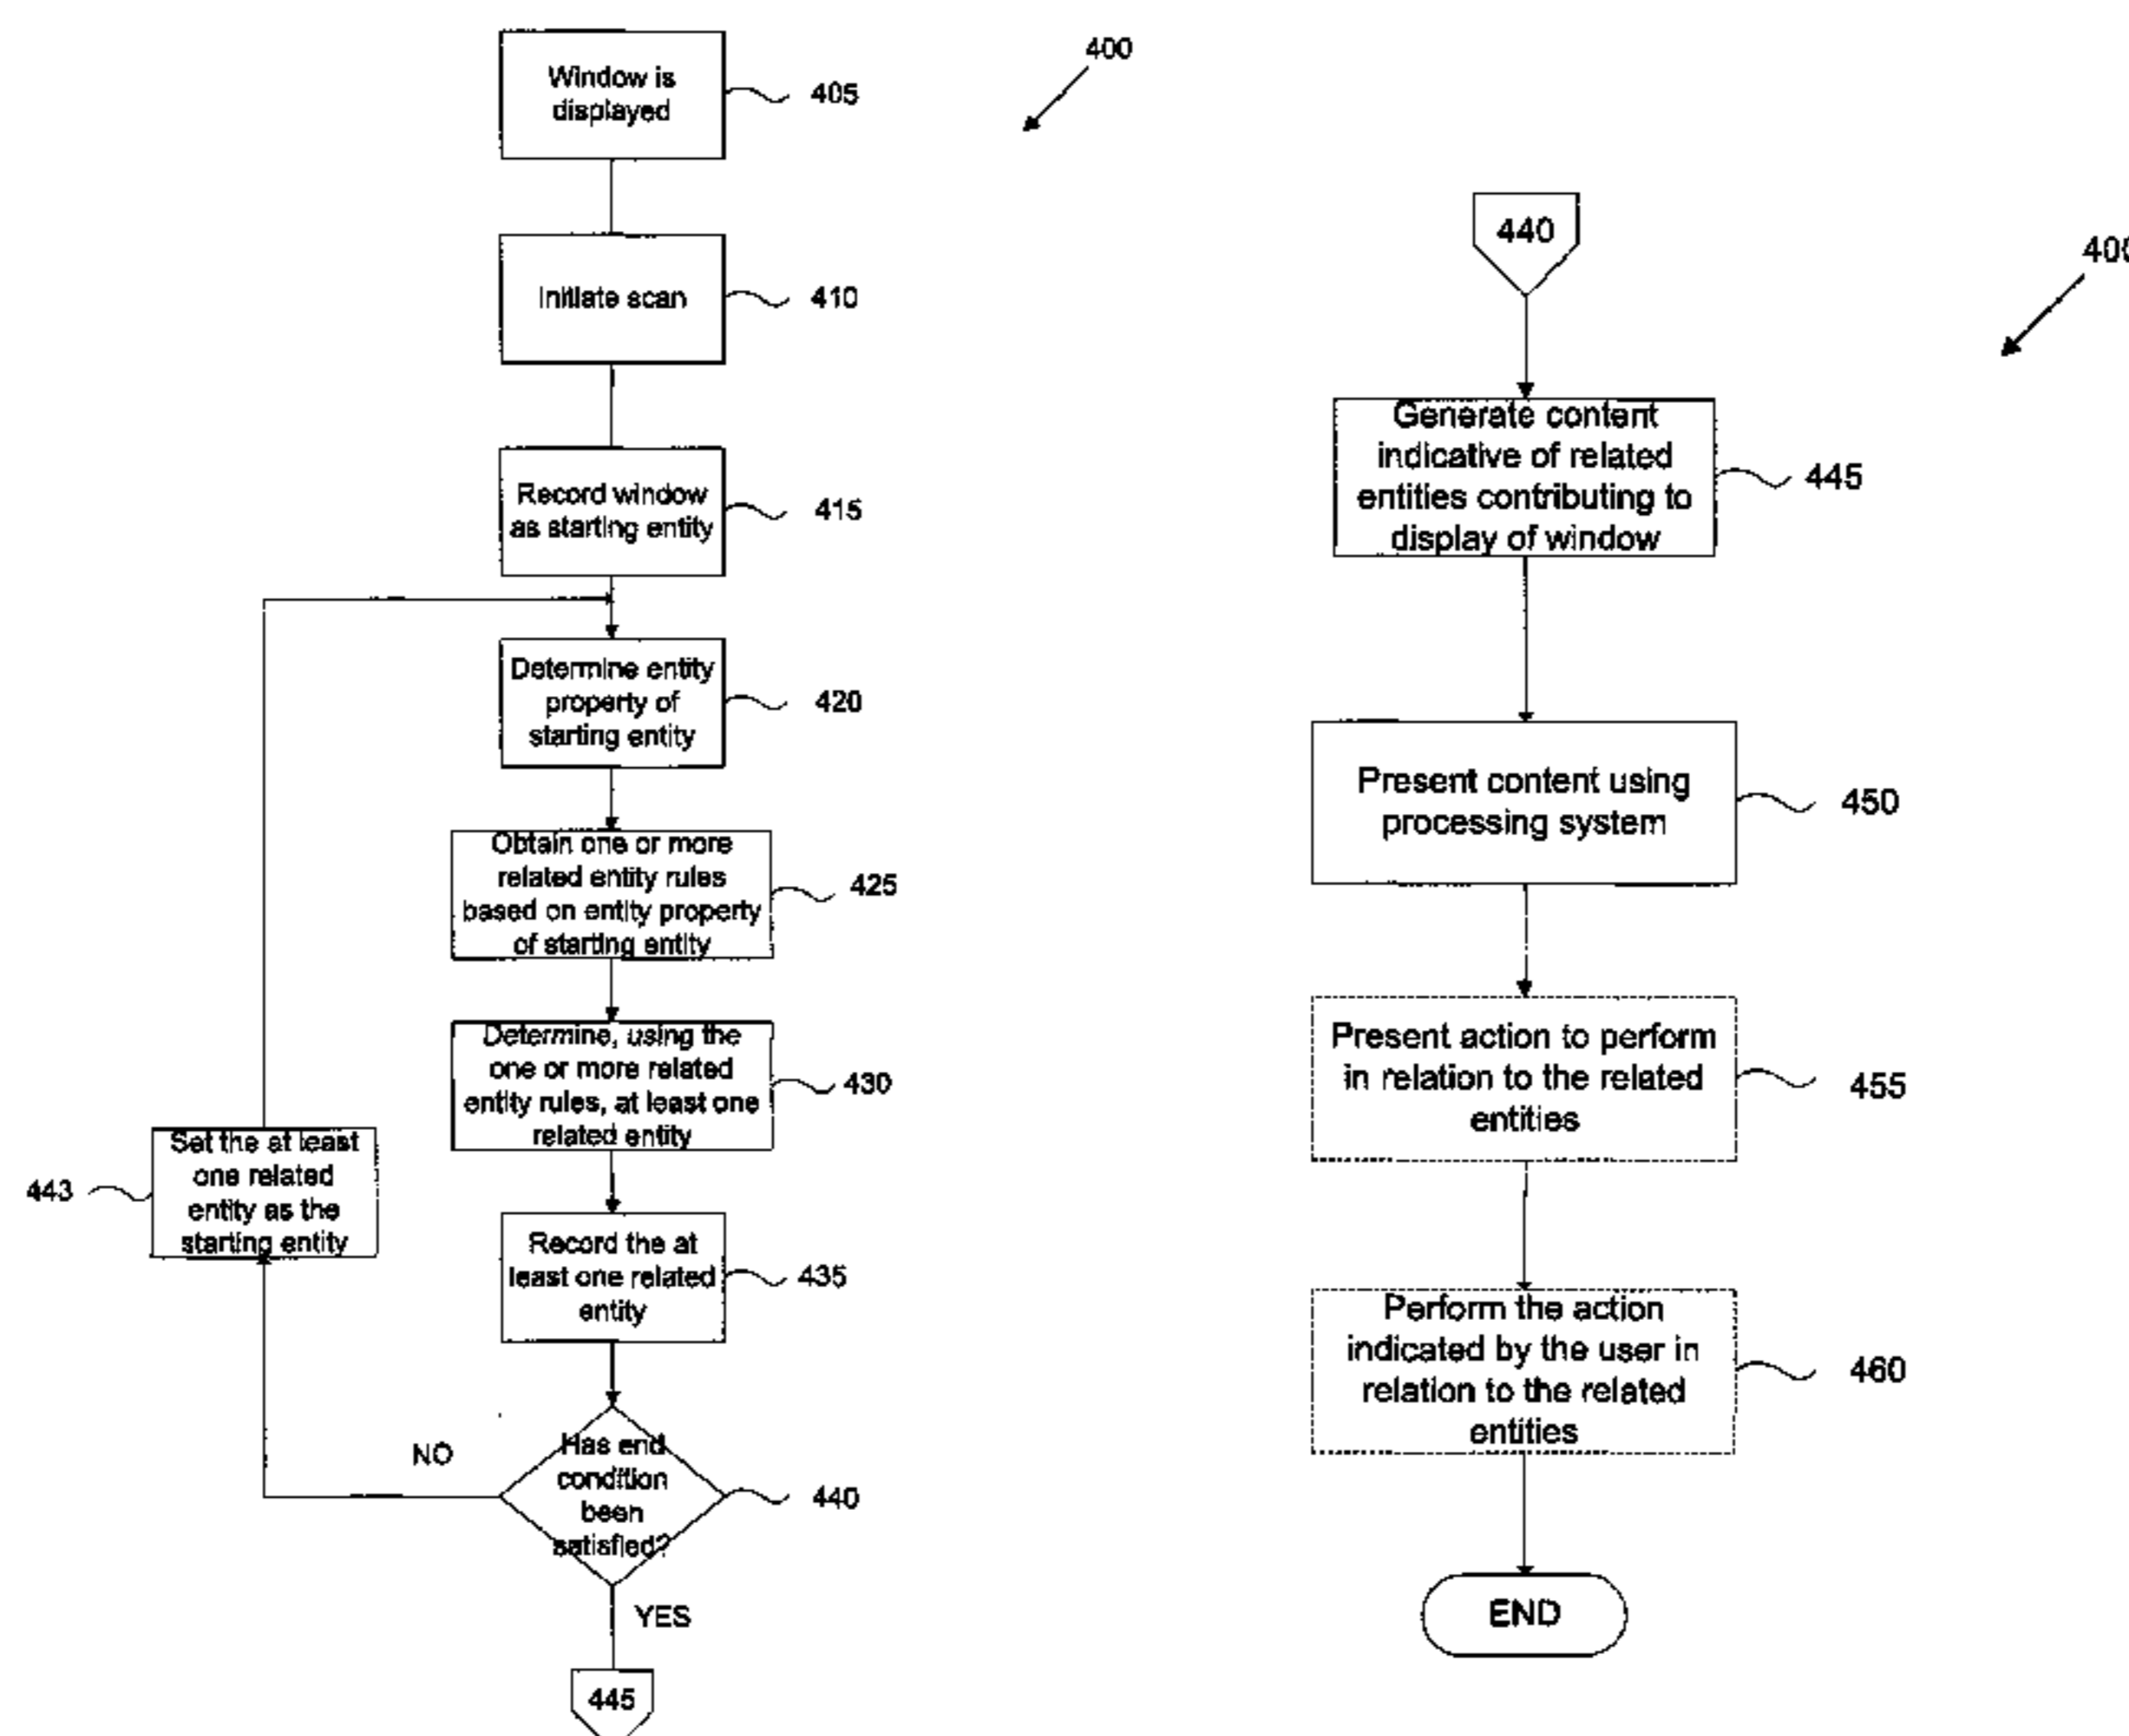 400
Window is
displayed
405
Initiate scan
410
Record window
as starting entity
415
Determine entity
property of
starting entity
420
Obtain one or more
related entity rules
based on entity property
of starting entity
425
Determine, using the
one or more related
entity rules, at least one
related entity
430
Set the at least
one related
entity as the
starting entity
443
Record the at
least one related
entity
435
NO
Has end
condition
been
satisfied?
440
YES
445
440
400
Generate content
indicative of related
entities contributing to
display of window
445
Present content using
processing system
450
Present action to perform
in relation to the related
entities
455
Perform the action
indicated by the user in
relation to the related
entities
460
END